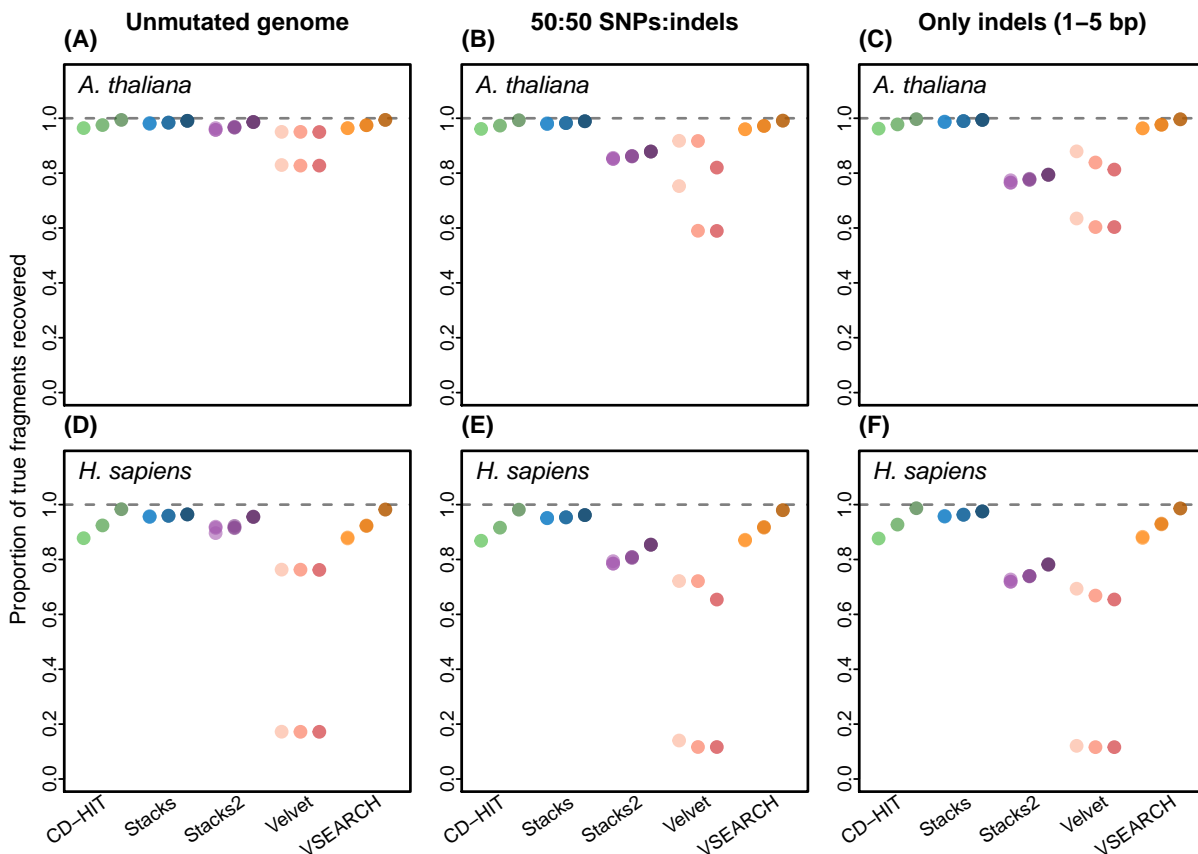 Unmutated genome
50:50 SNPs:indels
Only indels (1–5 bp)
(A)
(B)
(C)
A. thaliana
A. thaliana
A. thaliana
Proportion of true fragments recovered
1.0
0.8
0.6
0.4
0.2
0.0
1.0
0.8
0.6
0.4
0.2
0.0
1.0
0.8
0.6
0.4
0.2
0.0
(D)
(E)
(F)
H. sapiens
H. sapiens
H. sapiens
1.0
0.8
0.6
0.4
0.2
0.0
1.0
0.8
0.6
0.4
0.2
0.0
1.0
0.8
0.6
0.4
0.2
0.0
CD–HIT
Stacks
Stacks2
Velvet
VSEARCH
CD–HIT
Stacks
Stacks2
Velvet
VSEARCH
CD–HIT
Stacks
Stacks2
Velvet
VSEARCH